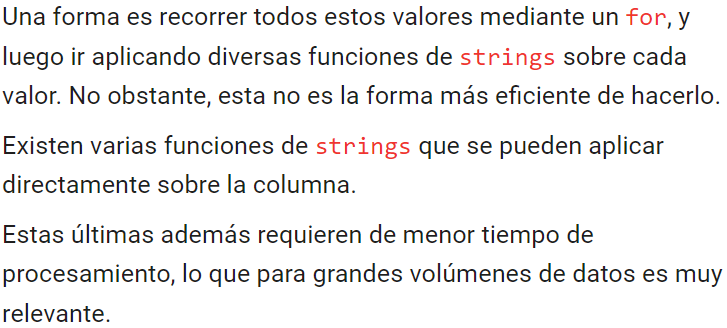 Una forma es recorrer todos estos valores mediante un for, y
luego ir aplicando diversas funciones de strings sobre cada
valor. No obstante, esta no es la forma más eficiente de hacerlo.
Existen varias funciones de strings que se pueden aplicar
directamente sobre la columna.
Estas últimas además requieren de menor tiempo de
procesamiento, lo que para grandes volúmenes de datos es muy
relevante.